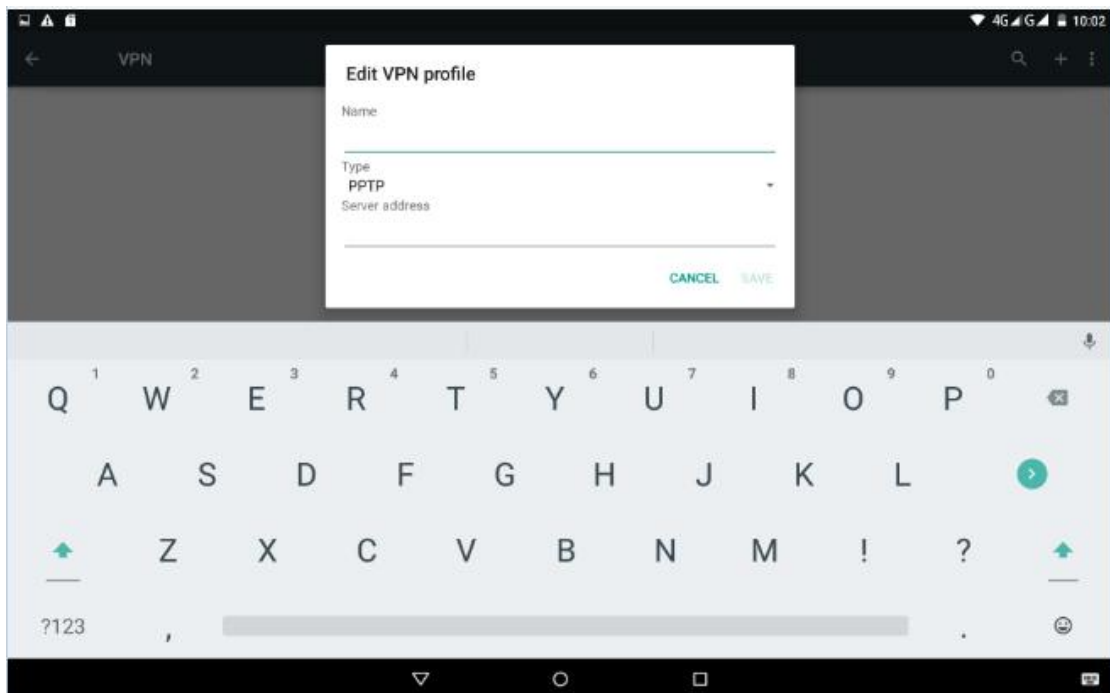 4G G 10:02
VPN
Edit VPN profile
Name
Type
PPTP
Server address
CANCEL SAVE
1 2 3 4 5 6 7 8 9 0
Q W E R T Y U I O P
A S D F G H J K L
Z X C V B N M ! ?
?123 , .